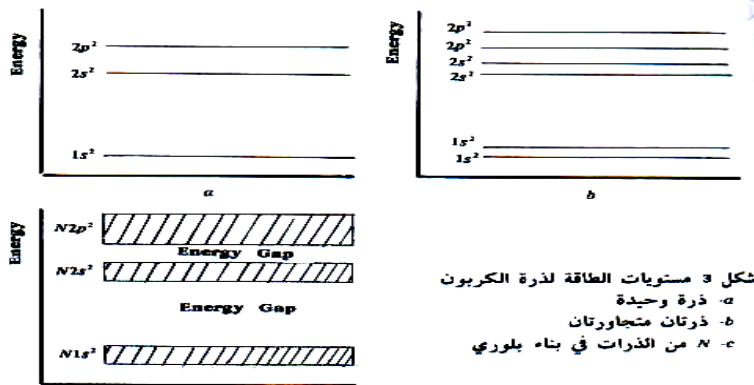 Energy
2p²
2s²
1s²
a
Energy
2p²
2p²
2s²
2s²
1s²
1s²
b
Energy
N2p²
Energy Gap
N2s²
Energy Gap
N1s²
شكل 3 مستويات الطاقة لذرة الكربون
a- ذرة وحيدة
b- ذرتان متجاورتان
c- N من الذرات في بناء بلوري